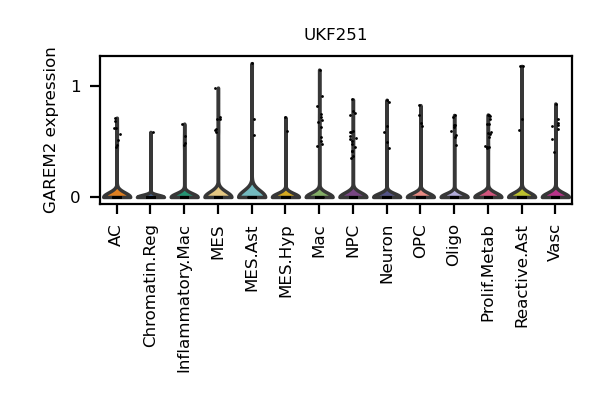 UKF251
GAREM2 expression
1
0
AC
Chromatin.Reg
Inflammatory.Mac
MES
MES.Ast
MES.Hyp
Mac
NPC
Neuron
OPC
Oligo
Prolif.Metab
Reactive.Ast
Vasc